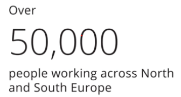 Over
50,000
people working across North
and South Europe